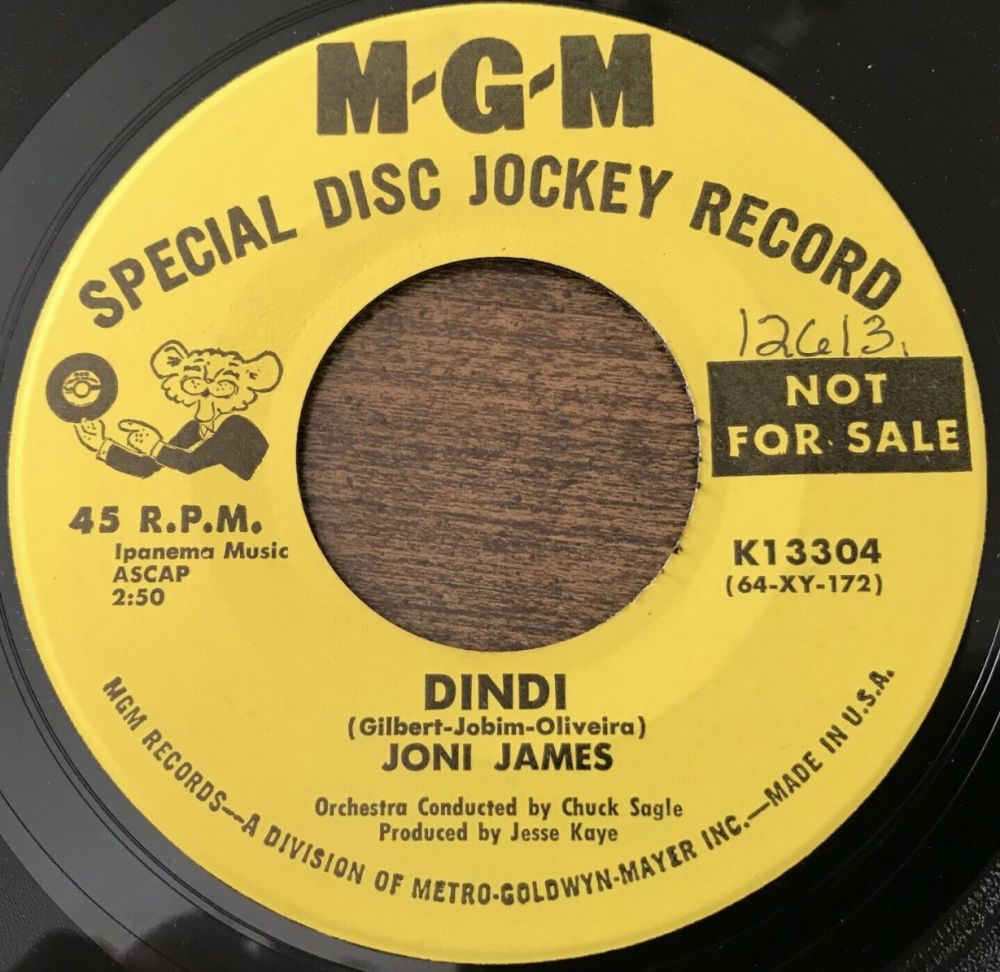 M-G-M
SPECIAL DISC JOCKEY RECORD
12613.
NOT
FOR SALE
45 R.P.M.
Ipanema Music
ASCAP
2:50
K13304
(64-XY-172)
DINDI
(Gilbert-Jobim-Oliveira)
JONI JAMES
Orchestra Conducted by Chuck Sagle
Produced by Jesse Kaye
MGM RECORDS—A DIVISION OF METRO-GOLDWYN-MAYER INC.—MADE IN U.S.A.